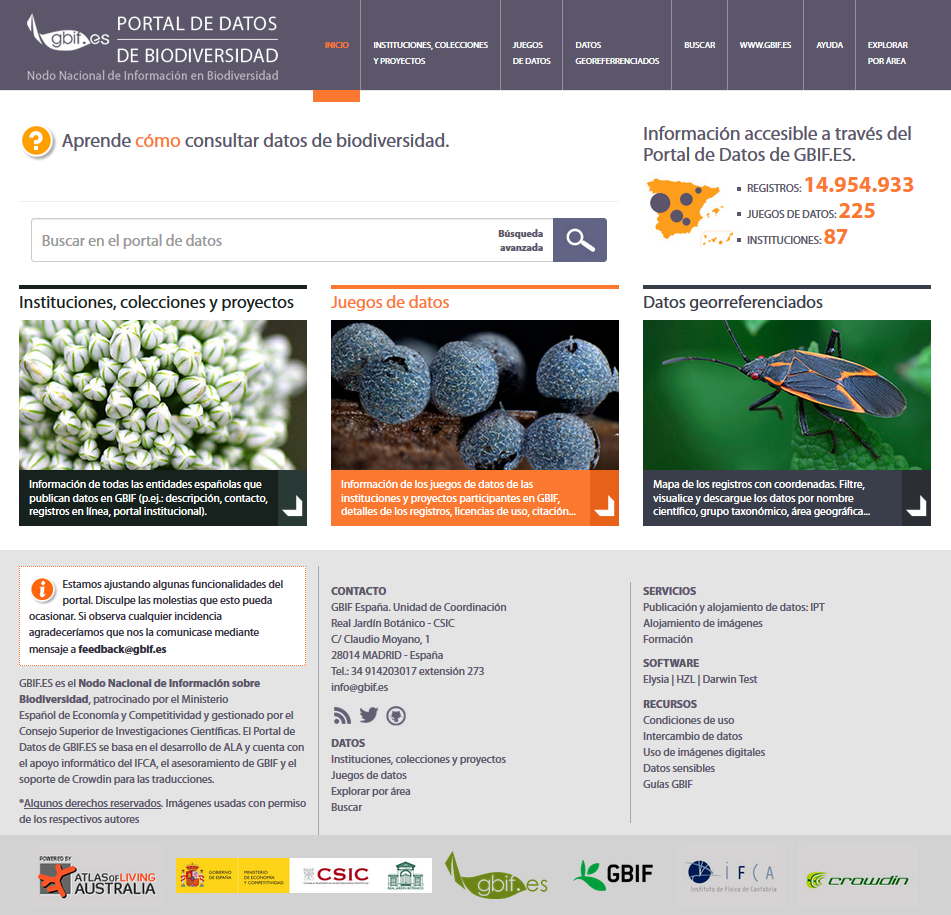 gbif.es
PORTAL DE DATOS
DE BIODIVERSIDAD
Nodo Nacional de Información en Biodiversidad
INICIO
INSTITUCIONES, COLECCIONES
Y PROYECTOS
JUEGOS
DE DATOS
DATOS
GEOREFERRENCIADOS
BUSCAR
WWW.GBIF.ES
AYUDA
EXPLORAR
POR ÁREA
? Aprende cómo consultar datos de biodiversidad.
Buscar en el portal de datos
Búsqueda
avanzada
Información accesible a través del
Portal de Datos de GBIF.ES.
REGISTROS: 14.954.933
JUEGOS DE DATOS: 225
INSTITUCIONES: 87
Instituciones, colecciones y proyectos
Información de todas las entidades españolas que
publican datos en GBIF (p.ej.: descripción, contacto,
registros en línea, portal institucional).
Juegos de datos
Información de los juegos de datos de las
instituciones y proyectos participantes en GBIF,
detalles de los registros, licencias de uso, citación...
Datos georreferenciados
Mapa de los registros con coordenadas. Filtre,
visualice y descargue los datos por nombre
científico, grupo taxonómico, área geográfica...
i Estamos ajustando algunas funcionalidades del
portal. Disculpe las molestias que esto pueda
ocasionar. Si observa cualquier incidencia
agradeceríamos que nos la comunicase mediante
mensaje a feedback@gbif.es
GBIF.ES es el Nodo Nacional de Información sobre
Biodiversidad, patrocinado por el Ministerio
Español de Economía y Competitividad y gestionado por el
Consejo Superior de Investigaciones Científicas. El Portal de
Datos de GBIF.ES se basa en el desarrollo de ALA y cuenta con
el apoyo informático del IFCA, el asesoramiento de GBIF y el
soporte de Crowdin para las traducciones.
*Algunos derechos reservados. Imágenes usadas con permiso
de los respectivos autores
CONTACTO
GBIF España. Unidad de Coordinación
Real Jardín Botánico - CSIC
C/ Claudio Moyano, 1
28014 MADRID - España
Tel.: 34 914203017 extensión 273
info@gbif.es
DATOS
Instituciones, colecciones y proyectos
Juegos de datos
Explorar por área
Buscar
SERVICIOS
Publicación y alojamiento de datos: IPT
Alojamiento de imágenes
Formación
SOFTWARE
Elysia | HZL | Darwin Test
RECURSOS
Condiciones de uso
Intercambio de datos
Uso de imágenes digitales
Datos sensibles
Guías GBIF
POWERED BY
ATLAS OF LIVING
AUSTRALIA
GOBIERNO
DE ESPAÑA
MINISTERIO
DE ECONOMÍA
Y COMPETITIVIDAD
CSIC
gbif.es
GBIF
IFCA
Instituto de Física de Cantabria
crowdin